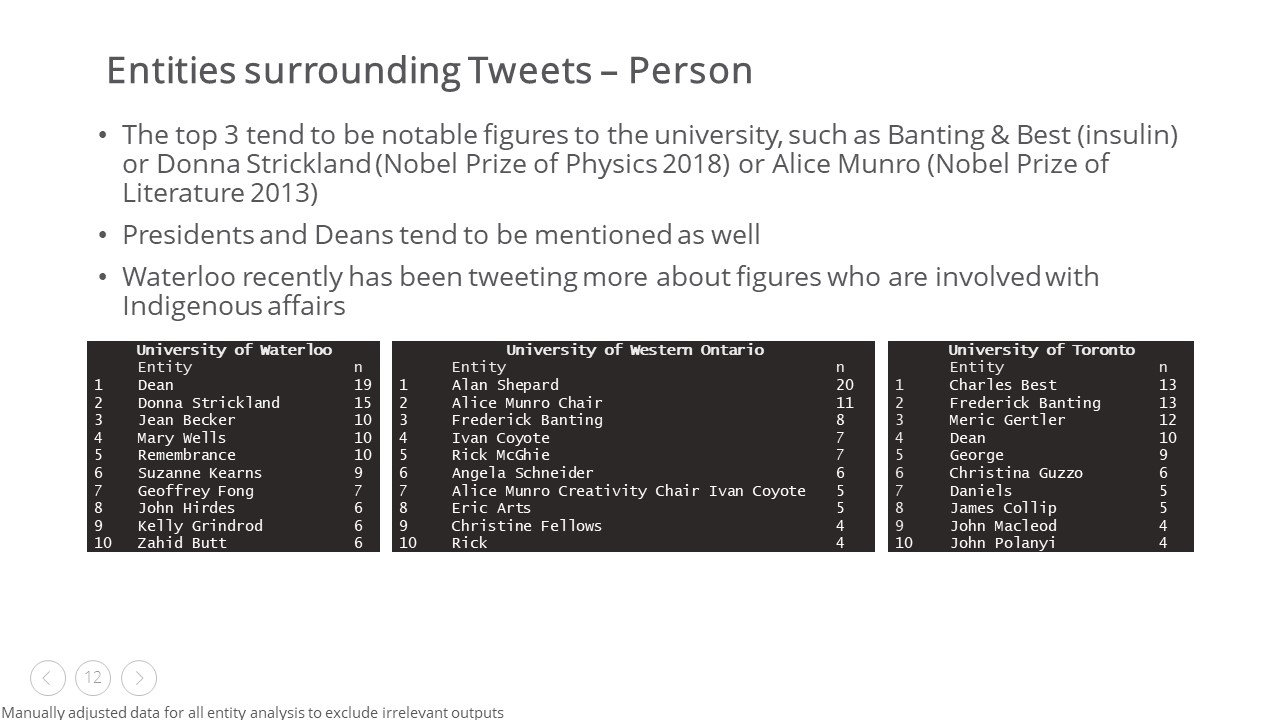 Entities surrounding Tweets – Person
• The top 3 tend to be notable figures to the university, such as Banting & Best (insulin)
or Donna Strickland (Nobel Prize of Physics 2018) or Alice Munro (Nobel Prize of
Literature 2013)
• Presidents and Deans tend to be mentioned as well
• Waterloo recently has been tweeting more about figures who are involved with
Indigenous affairs
University of Waterloo
Entity n
1 Dean 19
2 Donna Strickland 15
3 Jean Becker 10
4 Mary Wells 10
5 Remembrance 10
6 Suzanne Kearns 9
7 Geoffrey Fong 7
8 John Hirdes 6
9 Kelly Grindrod 6
10 Zahid Butt 6
University of Western Ontario
Entity n
1 Alan Shepard 20
2 Alice Munro Chair 11
3 Frederick Banting 8
4 Ivan Coyote 7
5 Rick McGhie 7
6 Angela Schneider 6
7 Alice Munro Creativity Chair Ivan Coyote 5
8 Eric Arts 5
9 Christine Fellows 4
10 Rick 4
University of Toronto
Entity n
1 Charles Best 13
2 Frederick Banting 13
3 Meric Gertler 12
4 Dean 10
5 George 9
6 Christina Guzzo 6
7 Daniels 5
8 James Collip 5
9 John Macleod 4
10 John Polanyi 4
12
Manually adjusted data for all entity analysis to exclude irrelevant outputs